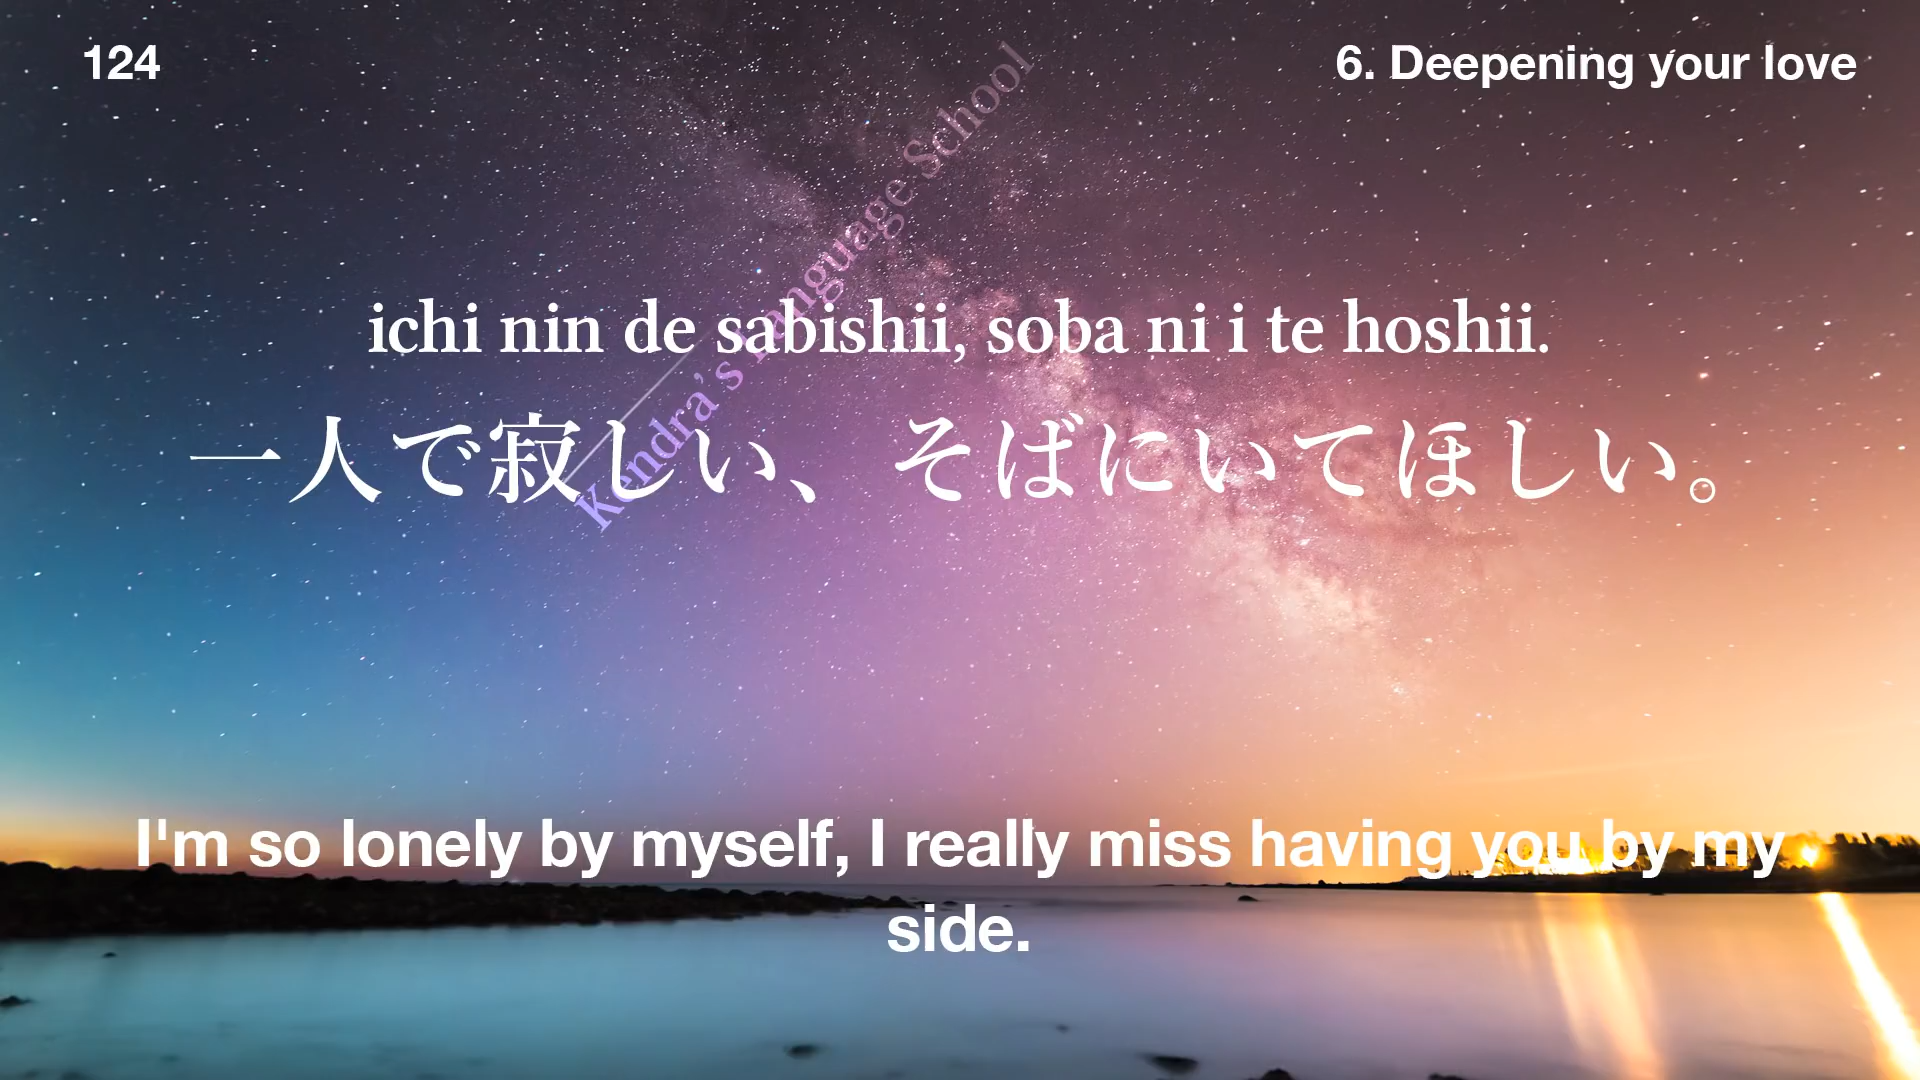 124
6. Deepening your love
Kendra's Language School
ichi nin de sabishii, soba ni i te hoshii.
一人で寂しい、そばにいてほしい。
I'm so lonely by myself, I really miss having you by my
side.